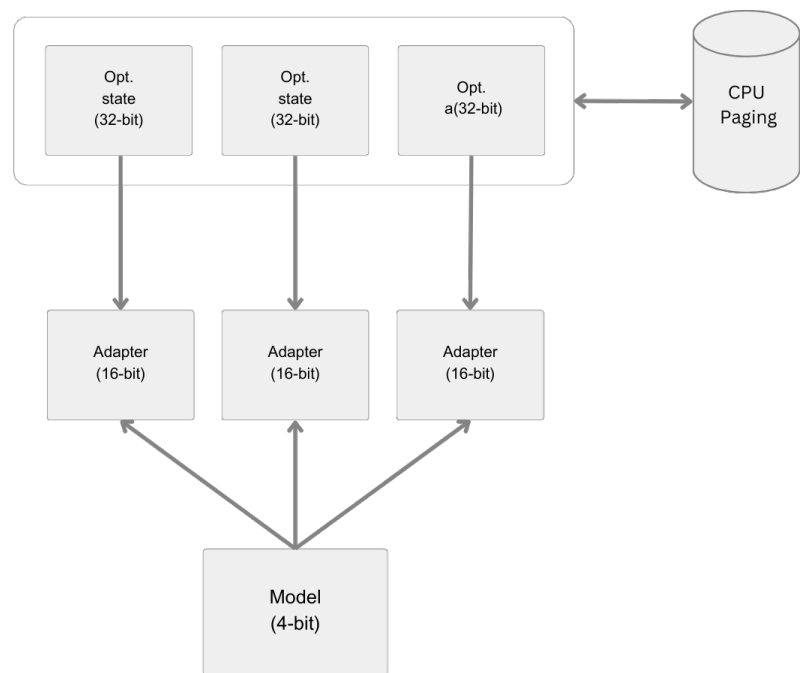 Opt.
state
(32-bit)
Opt.
state
(32-bit)
Opt.
a(32-bit)
CPU
Paging
Adapter
(16-bit)
Adapter
(16-bit)
Adapter
(16-bit)
Model
(4-bit)